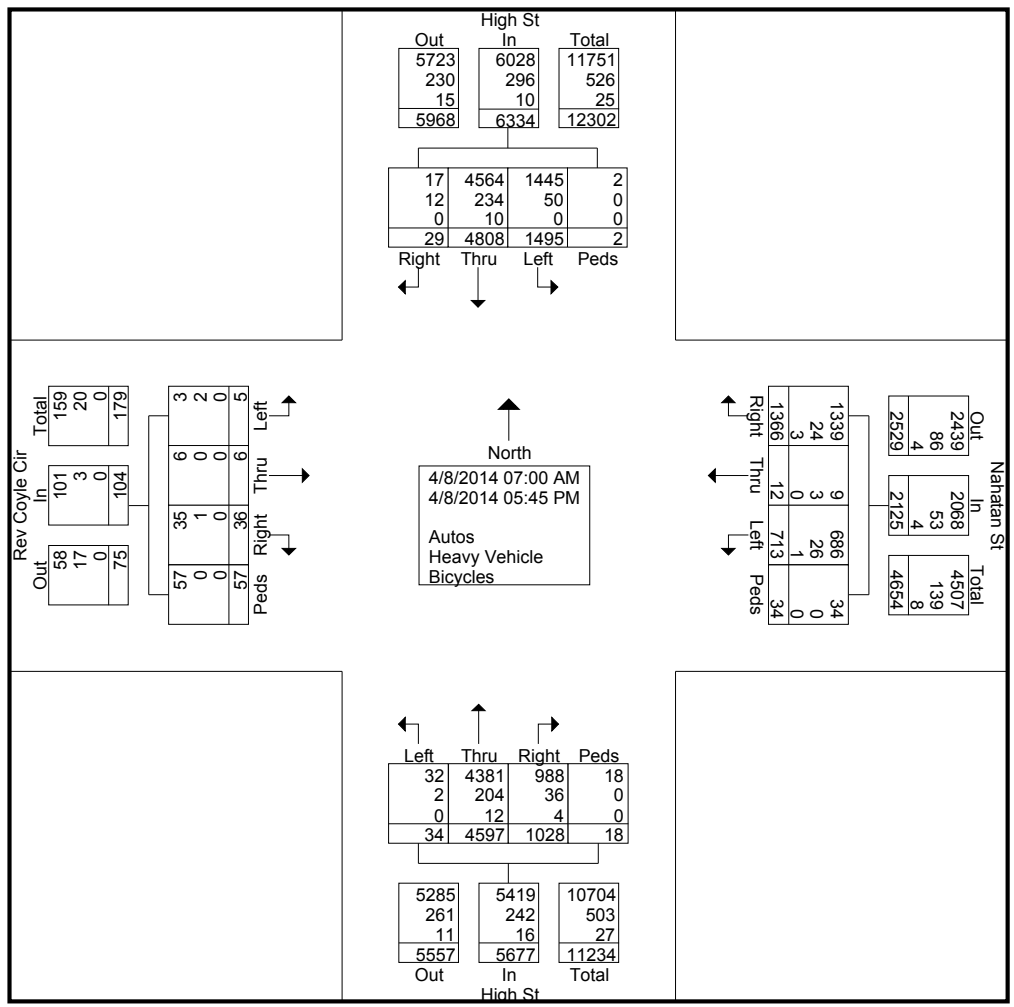 High St
Out In Total
5723 6028 11751
230 296 526
15 10 25
5968 6334 12302
17 4564 1445 2
12 234 50 0
0 10 0 0
29 4808 1495 2
Right Thru Left Peds
Rev Coyle Cir
Total In Out
159 101 58
20 3 17
0 0 0
179 104 75
3 6 35 57
2 0 1 0
0 0 0 0
5 6 36 57
Left Thru Right Peds
North
4/8/2014 07:00 AM
4/8/2014 05:45 PM
Autos
Heavy Vehicle
Bicycles
Right Thru Left Peds
1366 12 713 34
3 0 1 0
24 3 26 0
1339 9 686 34
2529 2125 4654
4 4 8
86 53 139
2439 2068 4507
Out In Total
Nahatan St
Left Thru Right Peds
32 4381 988 18
2 204 36 0
0 12 4 0
34 4597 1028 18
5285 5419 10704
261 242 503
11 16 27
5557 5677 11234
Out In Total
High St